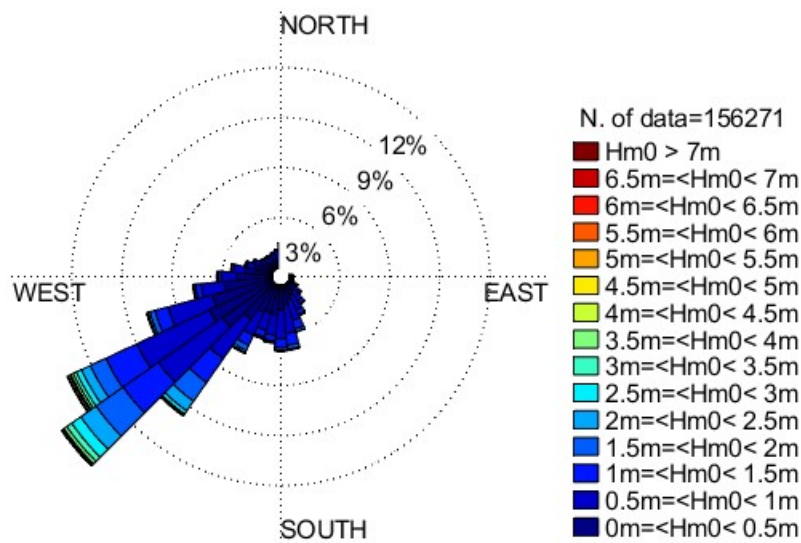 NORTH
12%
9%
6%
3%
WEST
EAST
SOUTH
N. of data=156271
Hm0 > 7m
6.5m=<Hm0< 7m
6m=<Hm0< 6.5m
5.5m=<Hm0< 6m
5m=<Hm0< 5.5m
4.5m=<Hm0< 5m
4m=<Hm0< 4.5m
3.5m=<Hm0< 4m
3m=<Hm0< 3.5m
2.5m=<Hm0< 3m
2m=<Hm0< 2.5m
1.5m=<Hm0< 2m
1m=<Hm0< 1.5m
0.5m=<Hm0< 1m
0m=<Hm0< 0.5m